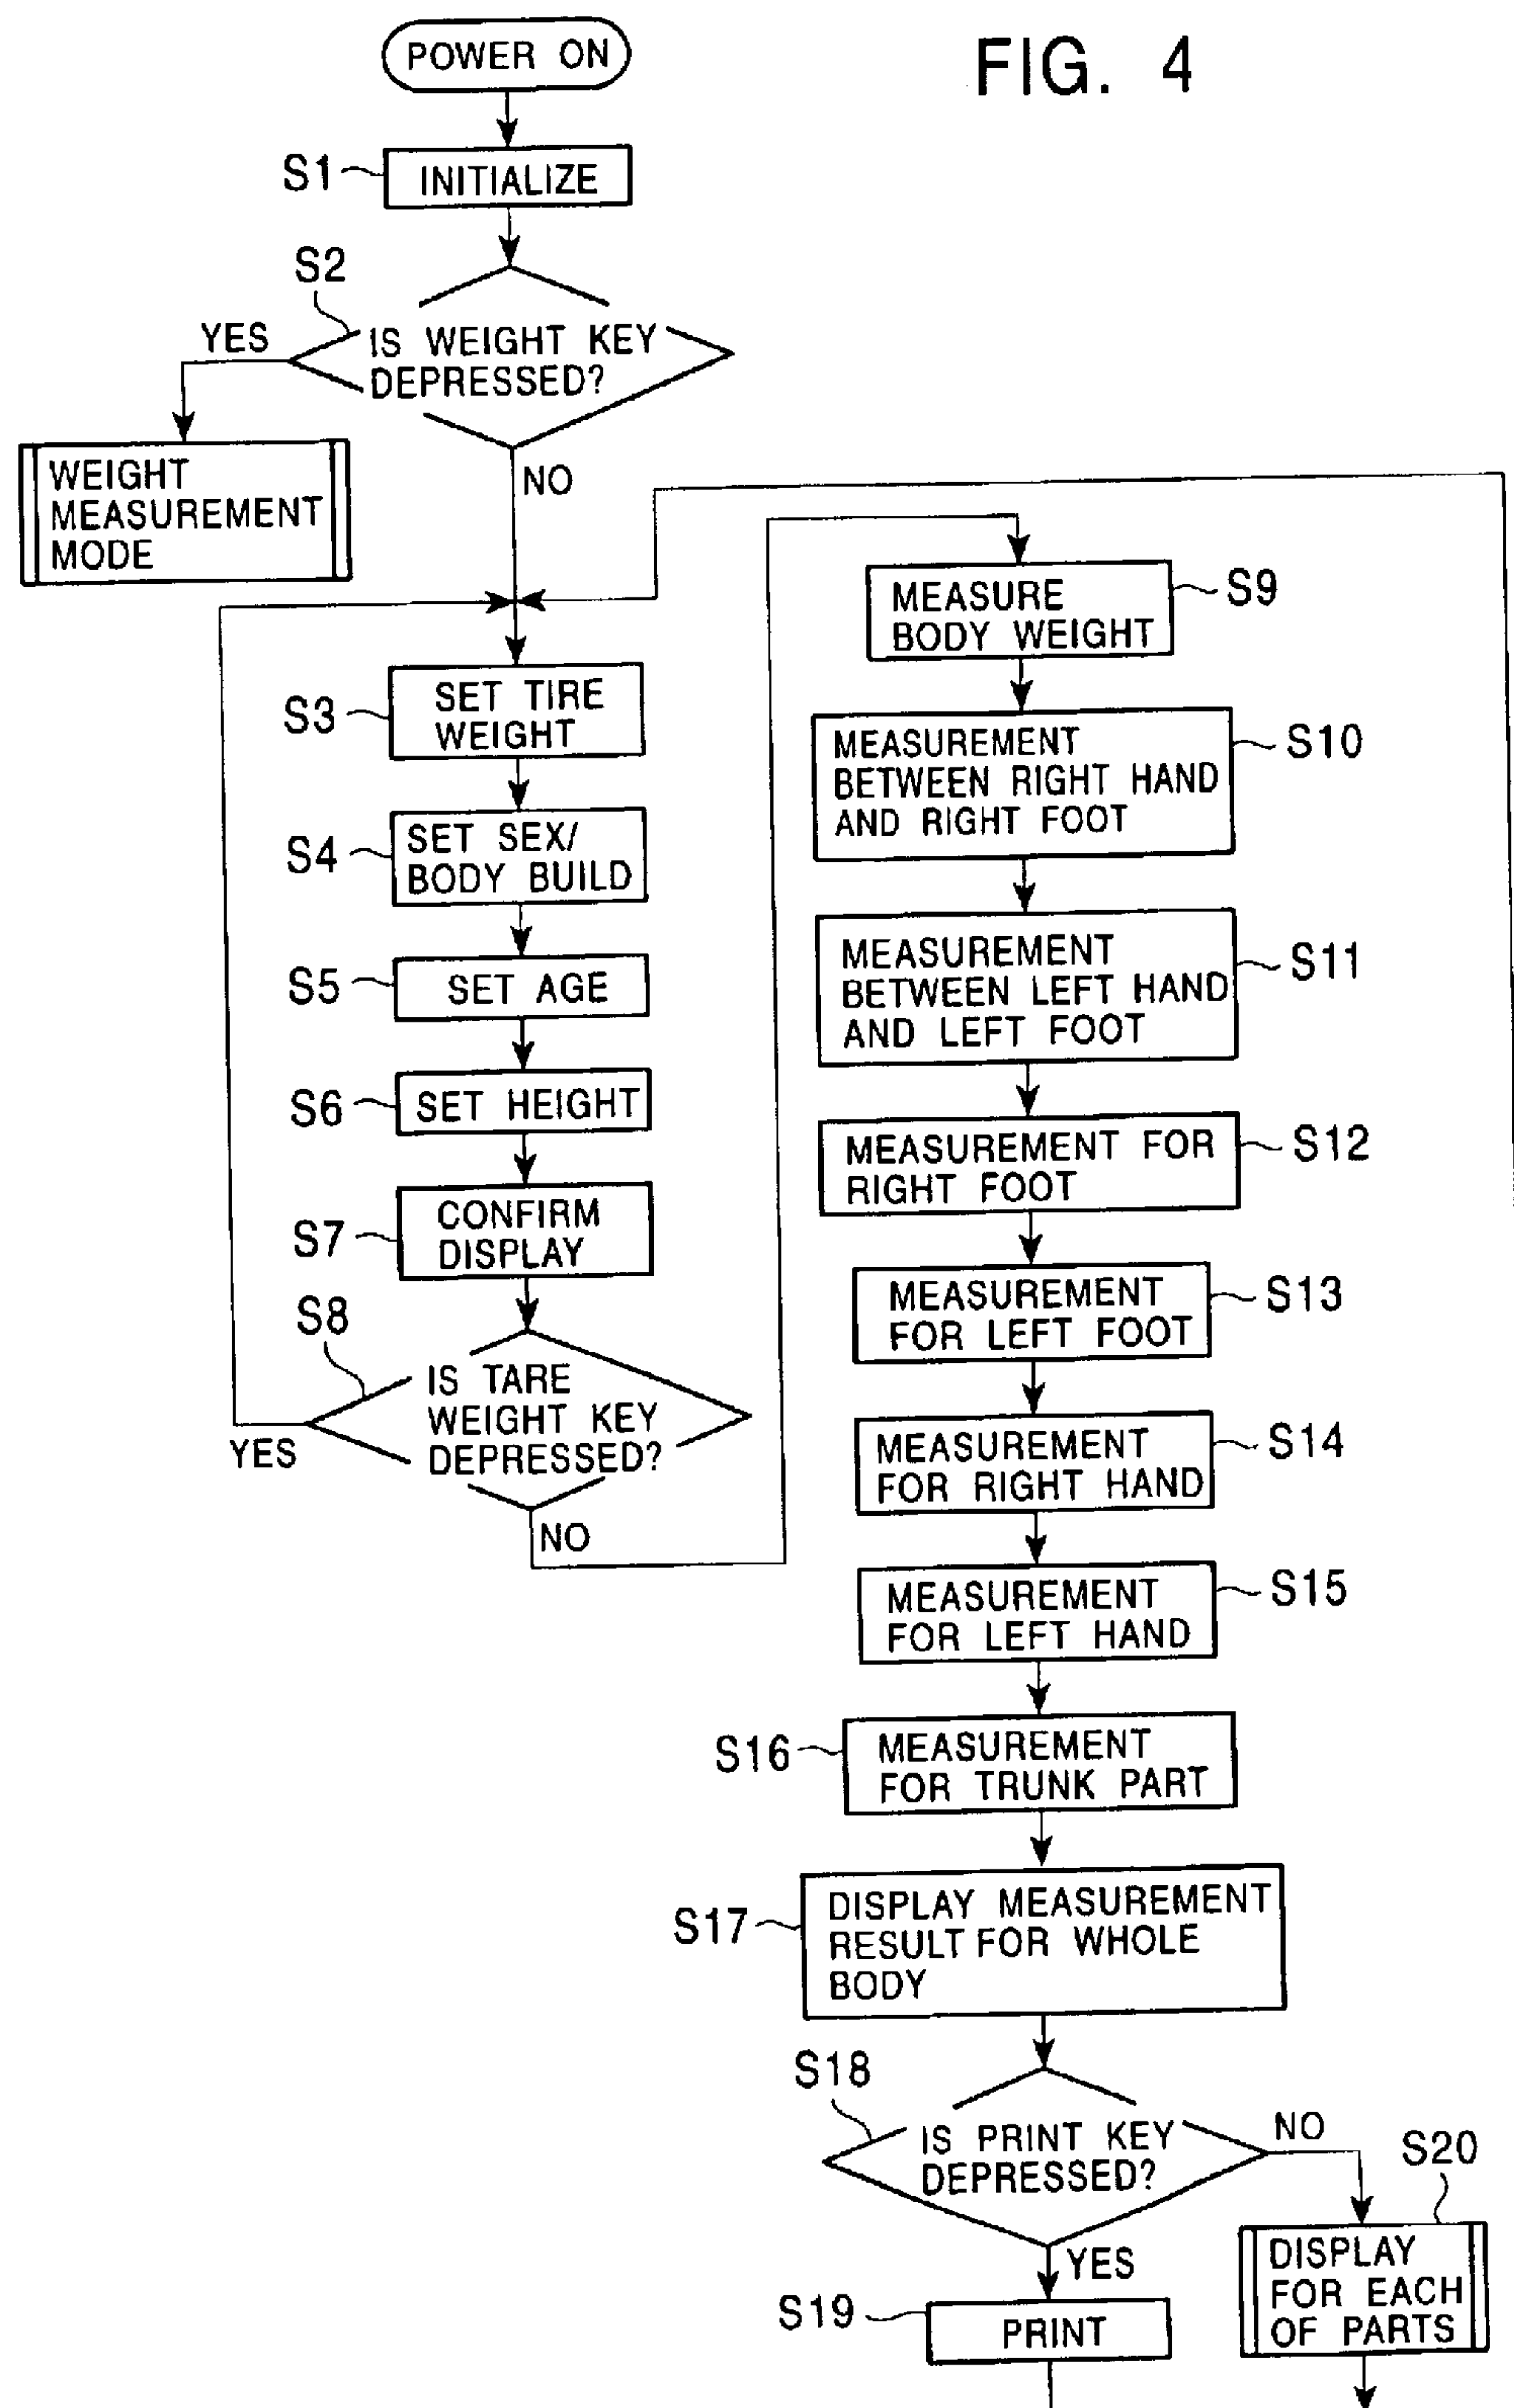 FIG. 4
POWER ON
S1
INITIALIZE
S2
IS WEIGHT KEY
DEPRESSED?
YES
NO
WEIGHT
MEASUREMENT
MODE
S3
SET TIRE
WEIGHT
S4
SET SEX/
BODY BUILD
S5
SET AGE
S6
SET HEIGHT
S7
CONFIRM
DISPLAY
S8
IS TARE
WEIGHT KEY
DEPRESSED?
YES
NO
S9
MEASURE
BODY WEIGHT
S10
MEASUREMENT
BETWEEN RIGHT HAND
AND RIGHT FOOT
S11
MEASUREMENT
BETWEEN LEFT HAND
AND LEFT FOOT
S12
MEASUREMENT FOR
RIGHT FOOT
S13
MEASUREMENT
FOR LEFT FOOT
S14
MEASUREMENT
FOR RIGHT HAND
S15
MEASUREMENT
FOR LEFT HAND
S16
MEASUREMENT
FOR TRUNK PART
S17
DISPLAY MEASUREMENT
RESULT FOR WHOLE
BODY
S18
IS PRINT KEY
DEPRESSED?
NO
YES
S19
PRINT
S20
DISPLAY
FOR EACH
OF PARTS